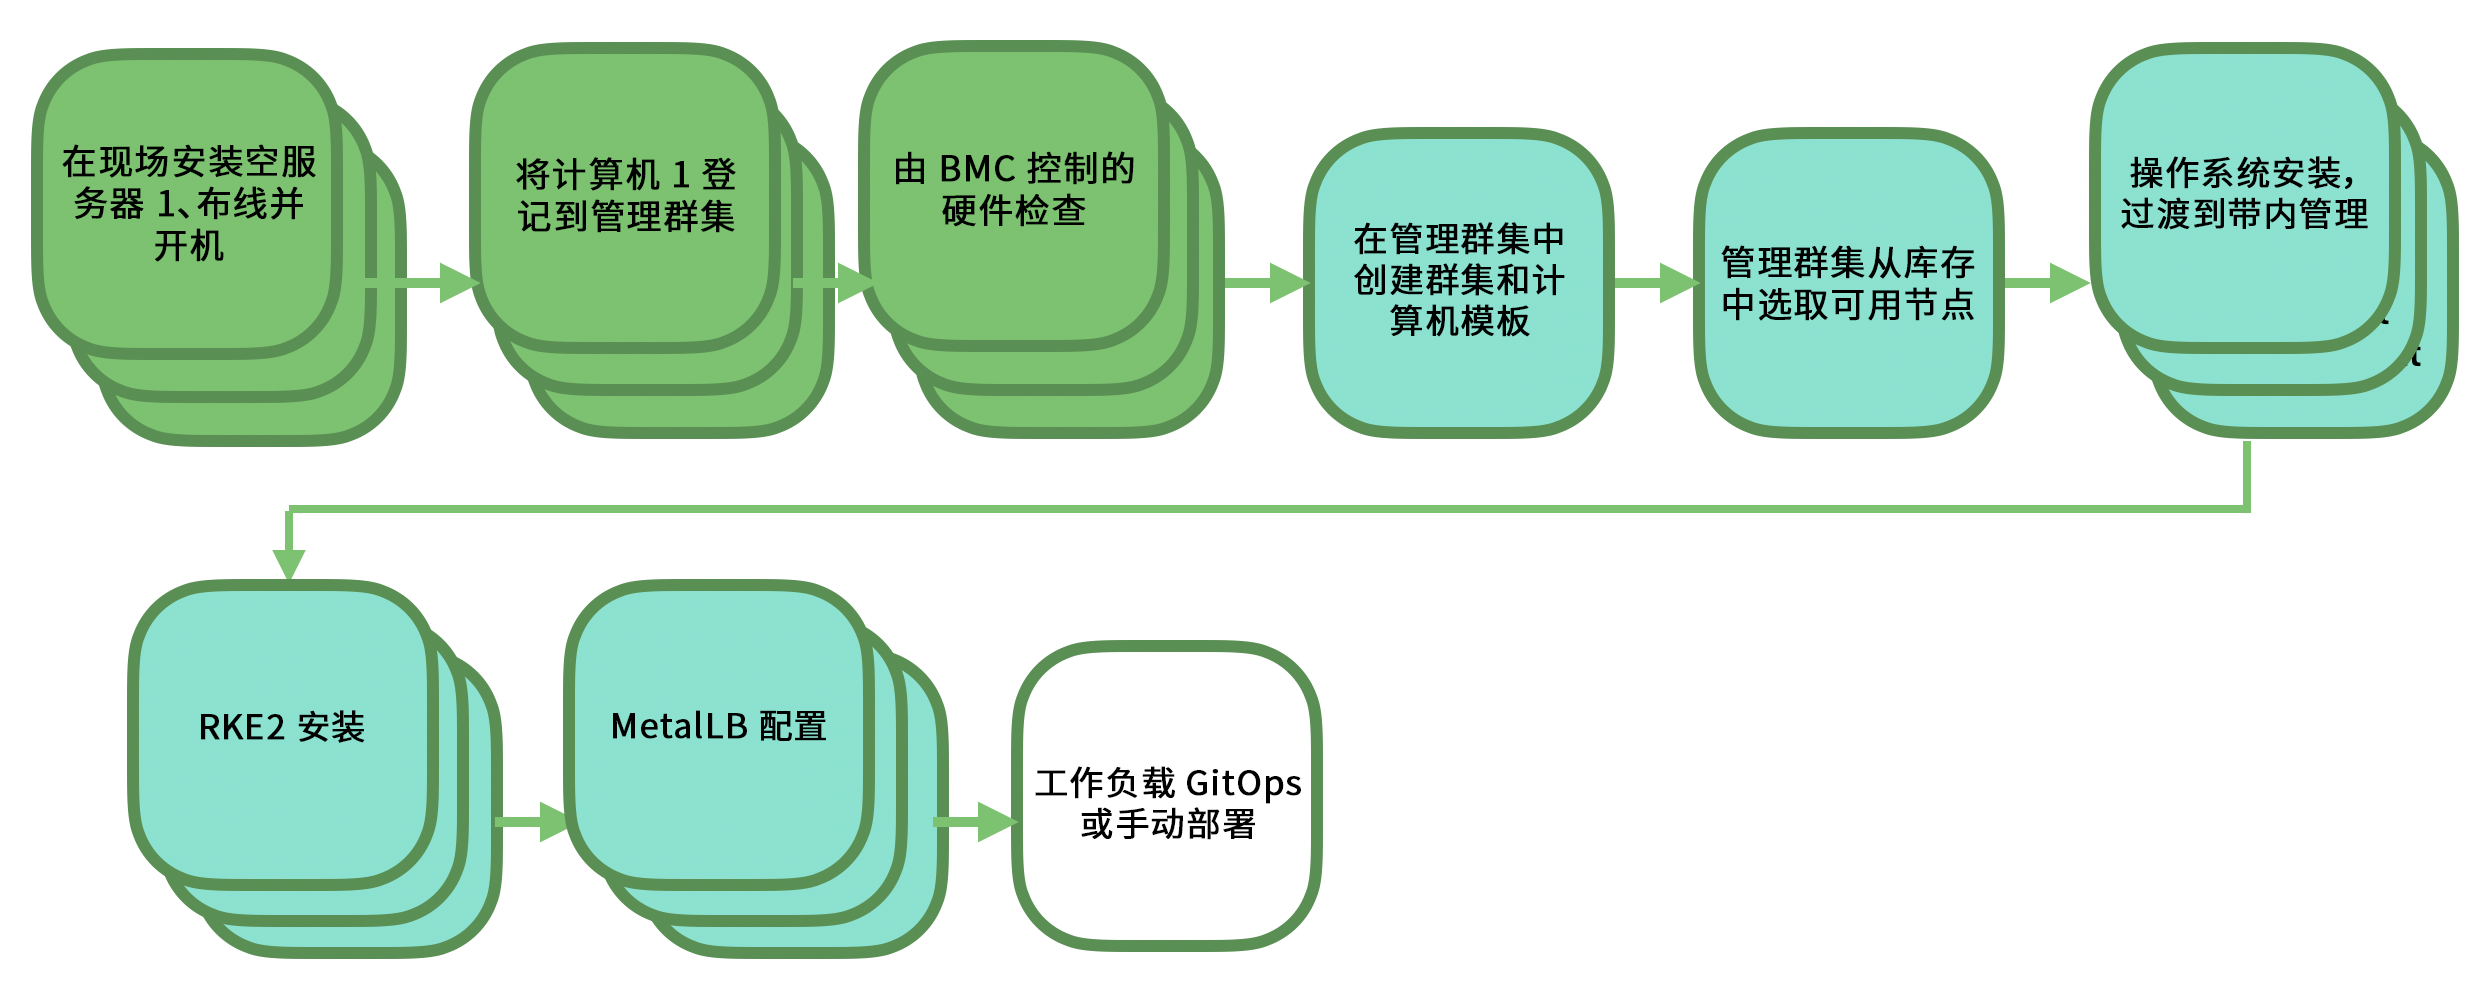 在现场安装空服
务器 1、布线并
开机
将计算机 1 登
记到管理群集
由 BMC 控制的
硬件检查
在管理群集中
创建群集和计
算机模板
管理群集从库存
中选取可用节点
操作系统安装，
过渡到带内管理
RKE2 安装
MetalLB 配置
工作负载 GitOps
或手动部署